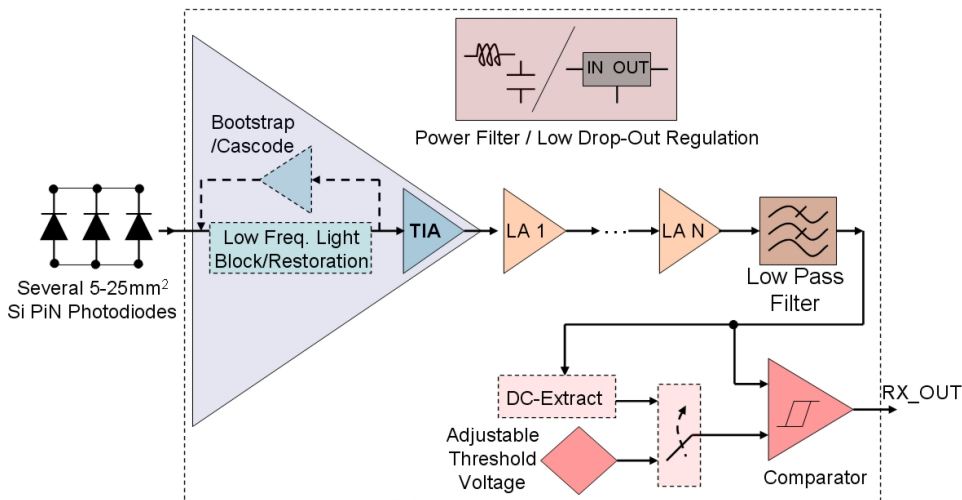 IN OUT
Power Filter / Low Drop-Out Regulation
Bootstrap
/Cascode
Low Freq. Light
Block/Restoration
TIA
LA 1
...
LA N
Low Pass
Filter
Several 5-25mm²
Si PiN Photodiodes
DC-Extract
Adjustable
Threshold
Voltage
Comparator
RX_OUT